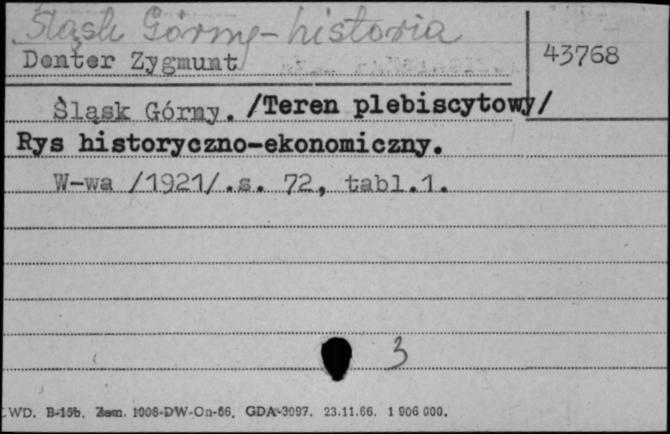 Śląsk Górny - historia
Denter Zygmunt
43768
Śląsk Górny. /Teren plebiscytowy/
Rys historyczno-ekonomiczny.
W-wa /1921/.s. 72, tabl.1.
3
LWD. B-15b. Zam. 1006-DW-On-66. GDA-3097. 23.11.66. 1 906 000.